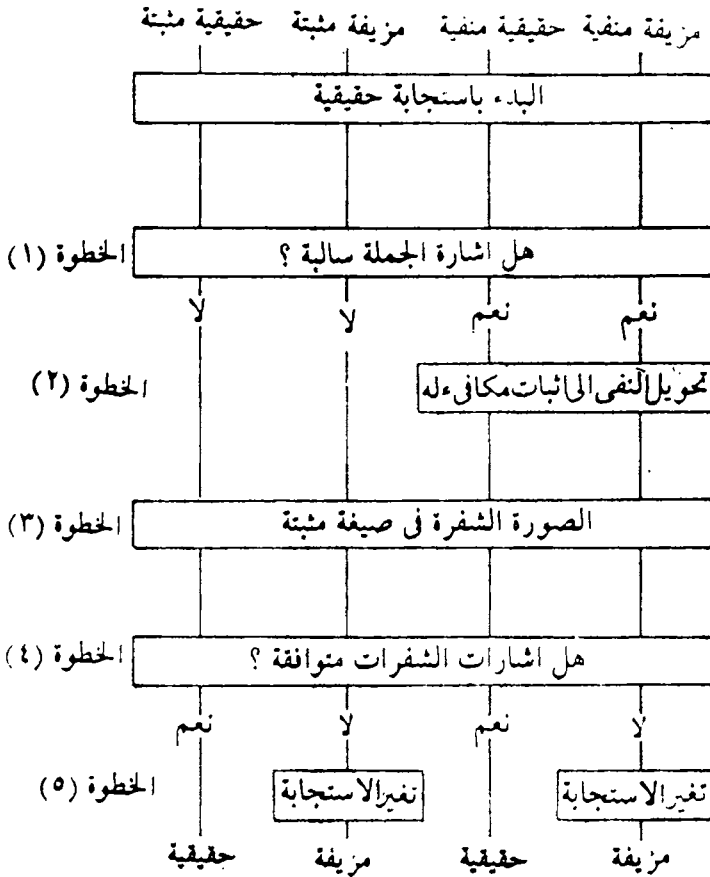 مزيفة منفية حقيقية منفية مزيفة مثبتة حقيقية مثبتة
البدء باستجابة حقيقية
هل اشارة الجملة سالبة ؟ الخطوة (١)
نعم نعم لا لا
تحويل النفى الى اثبات مكافىء له الخطوة (٢)
الصورة الشفرة فى صيغة مثبتة الخطوة (٣)
هل اشارات الشفرات متوافقة ؟ الخطوة (٤)
لا نعم لا نعم
تغير الاستجابة تغير الاستجابة الخطوة (٥)
مزيفة حقيقية مزيفة حقيقية